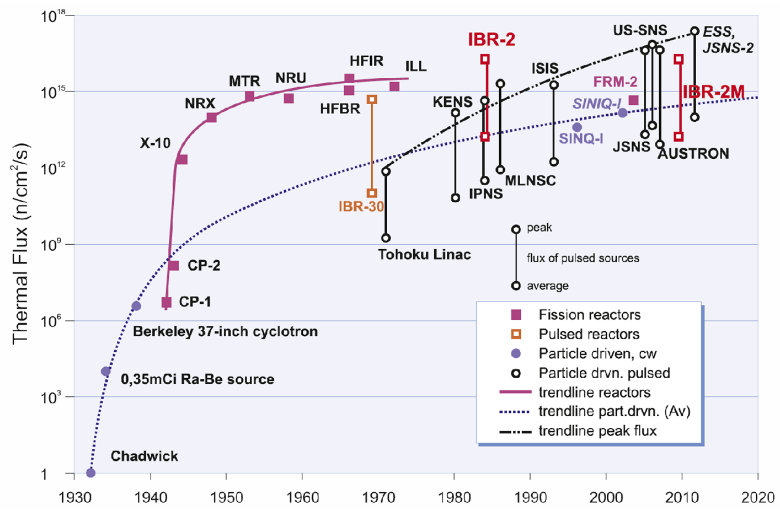 Thermal Flux (n/cm²/s)
10¹⁸
10¹⁵
10¹²
10⁹
10⁶
10³
1
1930
1940
1950
1960
1970
1980
1990
2000
2010
2020
Chadwick
0,35mCi Ra-Be source
Berkeley 37-inch cyclotron
CP-1
CP-2
X-10
NRX
MTR
NRU
HFIR
HFBR
ILL
IBR-30
Tohoku Linac
KENS
IBR-2
IPNS
MLNSC
ISIS
SINQ-I
SINIQ-I
FRM-2
US-SNS
JSNS
AUSTRON
IBR-2M
ESS,
JSNS-2
peak
flux of pulsed sources
average
Fission reactors
Pulsed reactors
Particle driven, cw
Particle drvn. pulsed
trendline reactors
trendline part.drvn. (Av)
trendline peak flux